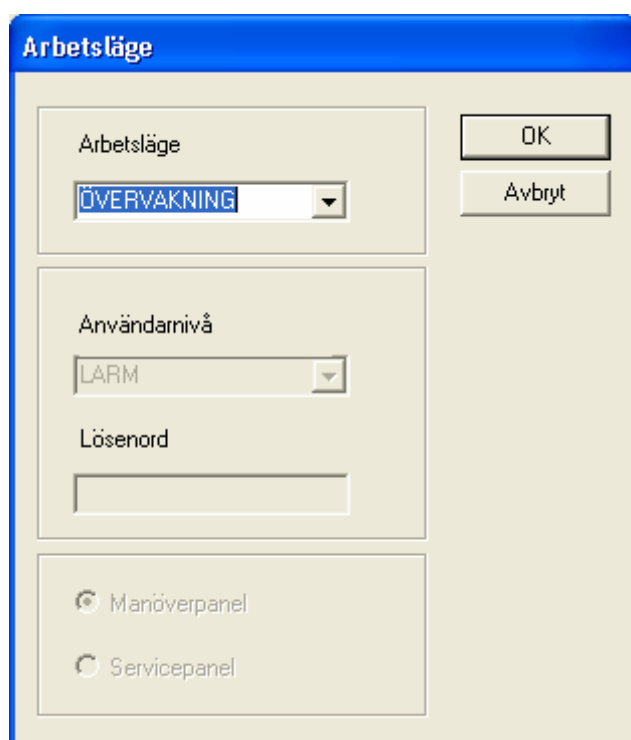 Arbetsläge
Arbetsläge
ÖVERVAKNING
OK
Avbryt
Användarnivå
LARM
Lösenord
Manöverpanel
Servicepanel